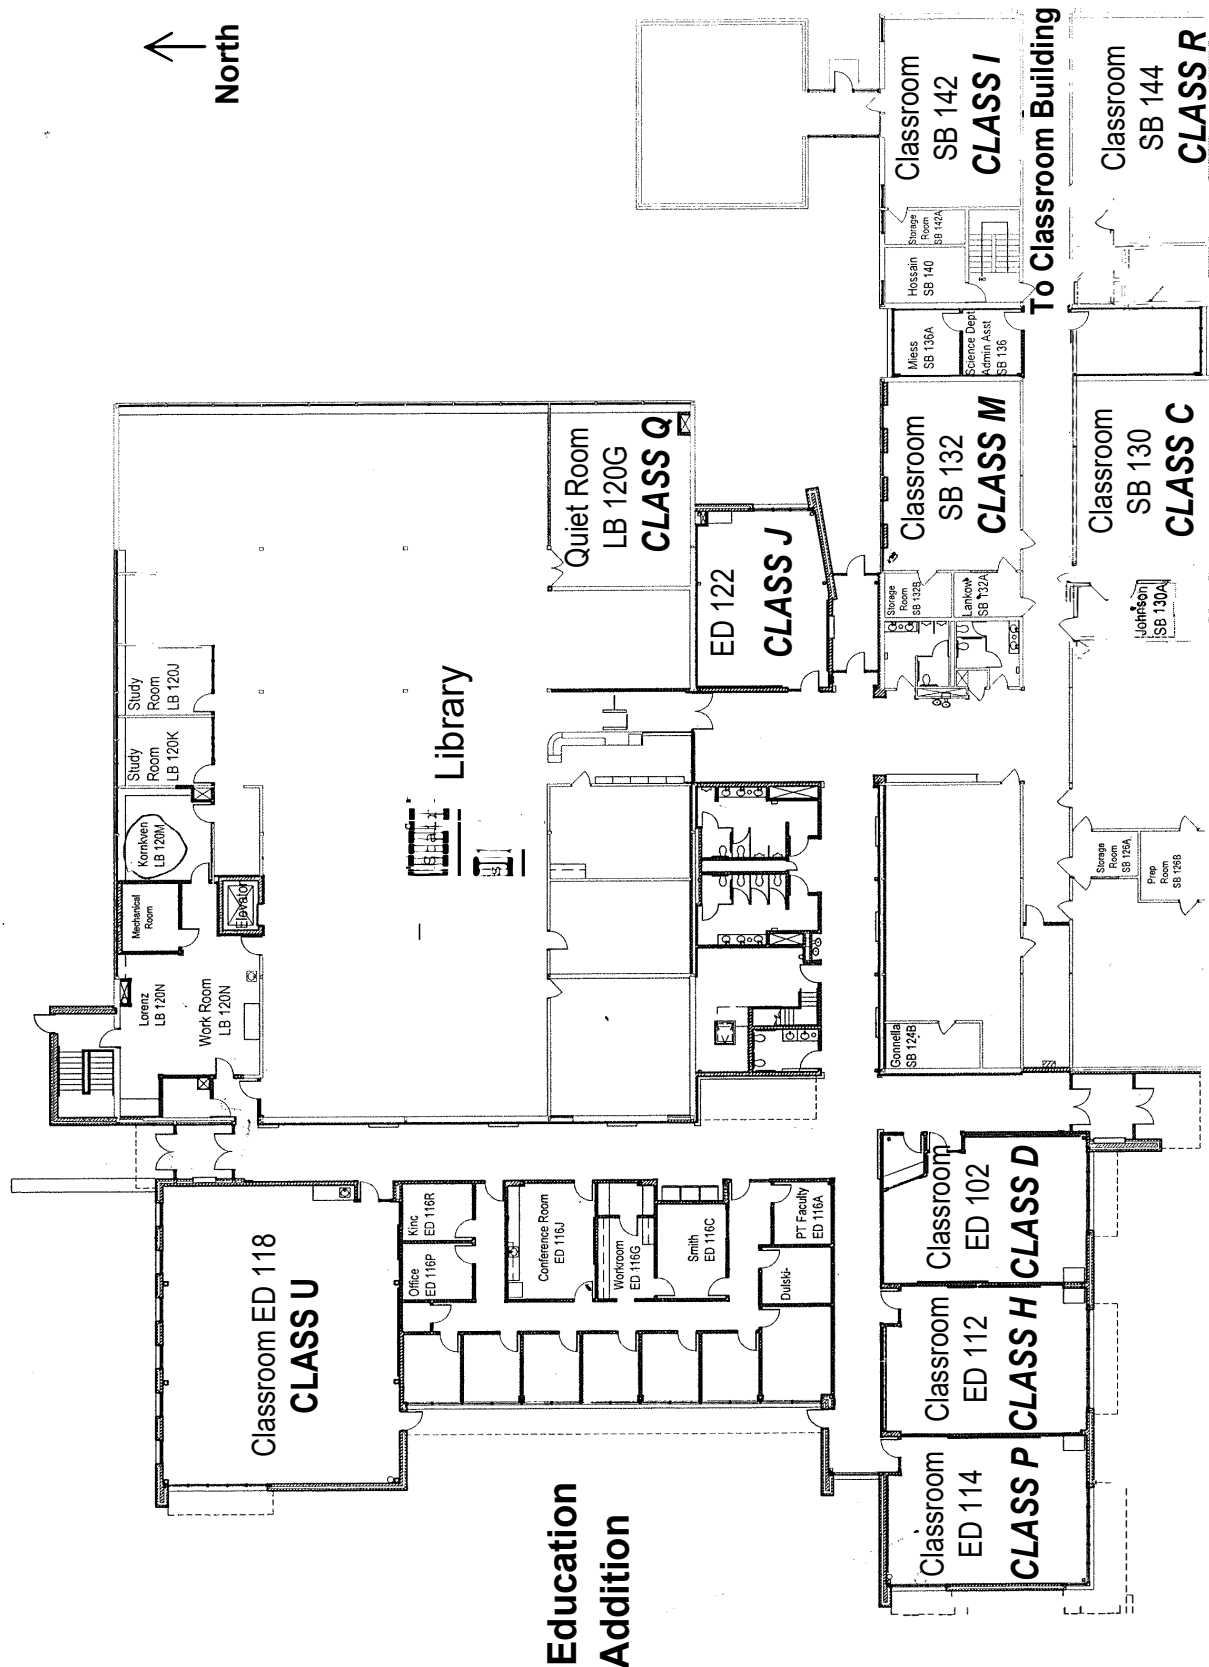 North
Classroom
SB 142
CLASS I
Classroom
SB 144
CLASS R
To Classroom Building
Storage
Room
SB 142A
Hossain
SB 140
Miess
SB 136A
Science Dept
Admin Asst
SB 136
Classroom
SB 132
CLASS M
Classroom
SB 130
CLASS C
Quiet Room
LB 120G
CLASS Q
ED 122
CLASS J
Storage
Room
SB 132B
Lankow
SB 132A
Johnson
SB 130A
Study
Room
LB 120J
Study
Room
LB 120K
Library
Stair
Kornkven
LB 120M
Mechanical
Room
Elevator
Lorenz
LB 120N
Work Room
LB 120N
Storage
Room
SB 126A
Prep
Room
SB 126B
Gonnella
SB 124B
Classroom ED 118
CLASS U
Kinc
ED 116R
Office
ED 116P
Conference Room
ED 116J
Workroom
ED 116G
Smith
ED 116C
PT Faculty
ED 116A
Dulski-
Classroom
ED 102
CLASS D
Classroom
ED 112
CLASS H
Classroom
ED 114
CLASS P
Education
Addition